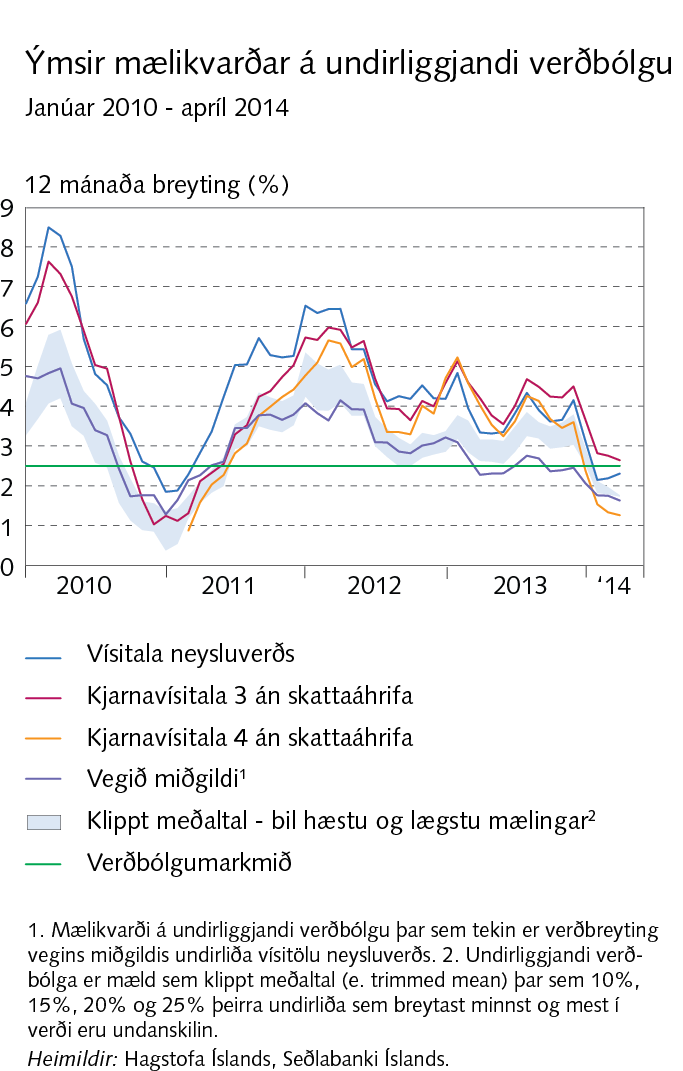 Ýmsir mælikvarðar á undirliggjandi verðbólgu
Janúar 2010 - apríl 2014
12 mánaða breyting (%)
9
8
7
6
5
4
3
2
1
0
2010 2011 2012 2013 ‘14
Vísitala neysluverðs
Kjarnavísitala 3 án skattaáhrifa
Kjarnavísitala 4 án skattaáhrifa
Vegið miðgildi¹
Klippt meðaltal - bil hæstu og lægstu mælingar²
Verðbólgumarkmið
1. Mælikvarði á undirliggjandi verðbólgu þar sem tekin er verðbreyting
vegins miðgildis undirliða vísitölu neysluverðs. 2. Undirliggjandi verð-
bólga er mæld sem klippt meðaltal (e. trimmed mean) þar sem 10%,
15%, 20% og 25% þeirra undirliða sem breytast minnst og mest í
verði eru undanskilin.
Heimildir: Hagstofa Íslands, Seðlabanki Íslands.